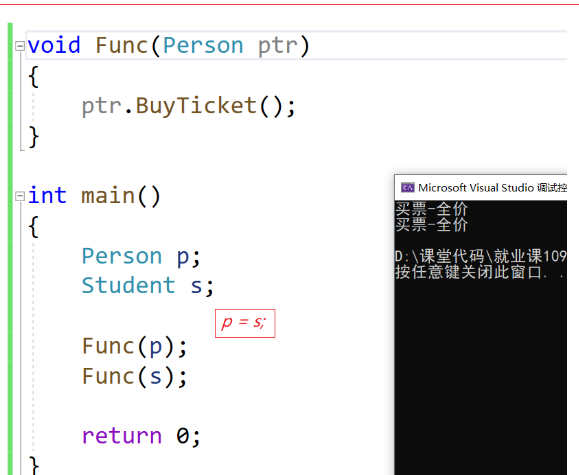 void Func(Person ptr)
{
ptr.BuyTicket();
}
int main()
{
Person p;
Student s;
p = s;
Func(p);
Func(s);
return 0;
}
Microsoft Visual Studio 调试控
买票-全价
买票-全价
D:\课堂代码\就业课109
按任意键关闭此窗口. . .